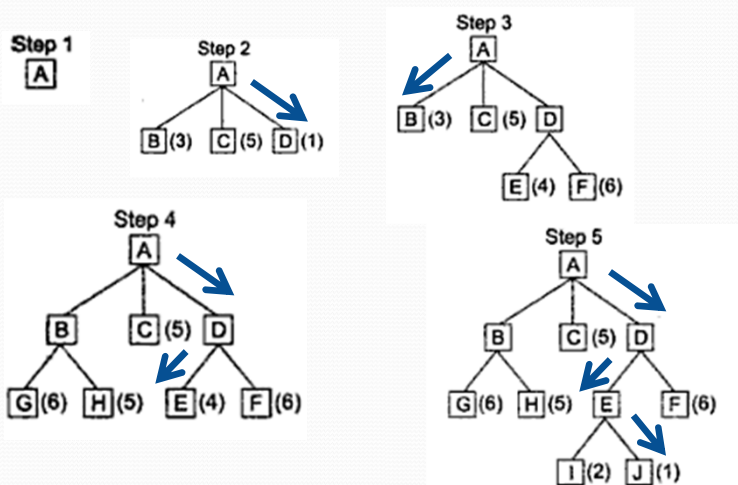 Step 1
A
Step 2
A
B (3) C (5) D (1)
Step 3
A
B (3) C (5) D
E (4) F (6)
Step 4
A
B C (5) D
G (6) H (5) E (4) F (6)
Step 5
A
B C (5) D
G (6) H (5) E F (6)
I (2) J (1)